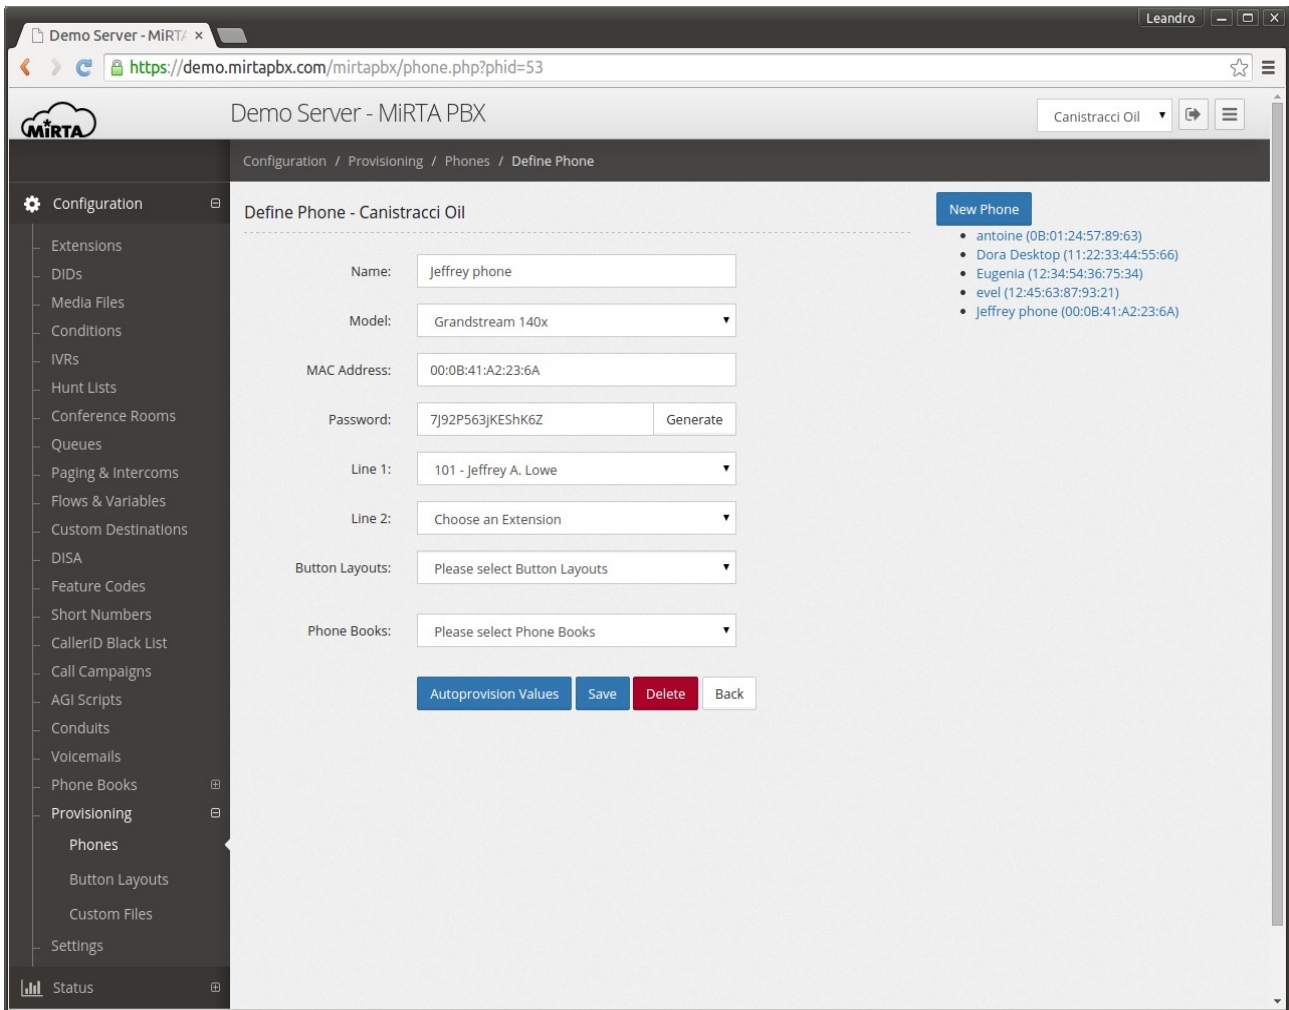 Leandro
Demo Server - MiRTA
https://demo.mirtapbx.com/mirtapbx/phone.php?phid=53
MiRTA
Demo Server - MiRTA PBX
Canistracci Oil
Configuration / Provisioning / Phones / Define Phone
Configuration
Extensions
DIDs
Media Files
Conditions
IVRs
Hunt Lists
Conference Rooms
Queues
Paging & Intercoms
Flows & Variables
Custom Destinations
DISA
Feature Codes
Short Numbers
CallerID Black List
Call Campaigns
AGI Scripts
Conduits
Voicemails
Phone Books
Provisioning
Phones
Button Layouts
Custom Files
Settings
Status
Define Phone - Canistracci Oil
Name: Jeffrey phone
Model: Grandstream 140x
MAC Address: 00:0B:41:A2:23:6A
Password: 7J92P563jKEShK6Z Generate
Line 1: 101 - Jeffrey A. Lowe
Line 2: Choose an Extension
Button Layouts: Please select Button Layouts
Phone Books: Please select Phone Books
Autoprovision Values Save Delete Back
New Phone
antoine (0B:01:24:57:89:63)
Dora Desktop (11:22:33:44:55:66)
Eugenia (12:34:54:36:75:34)
evel (12:45:63:87:93:21)
Jeffrey phone (00:0B:41:A2:23:6A)